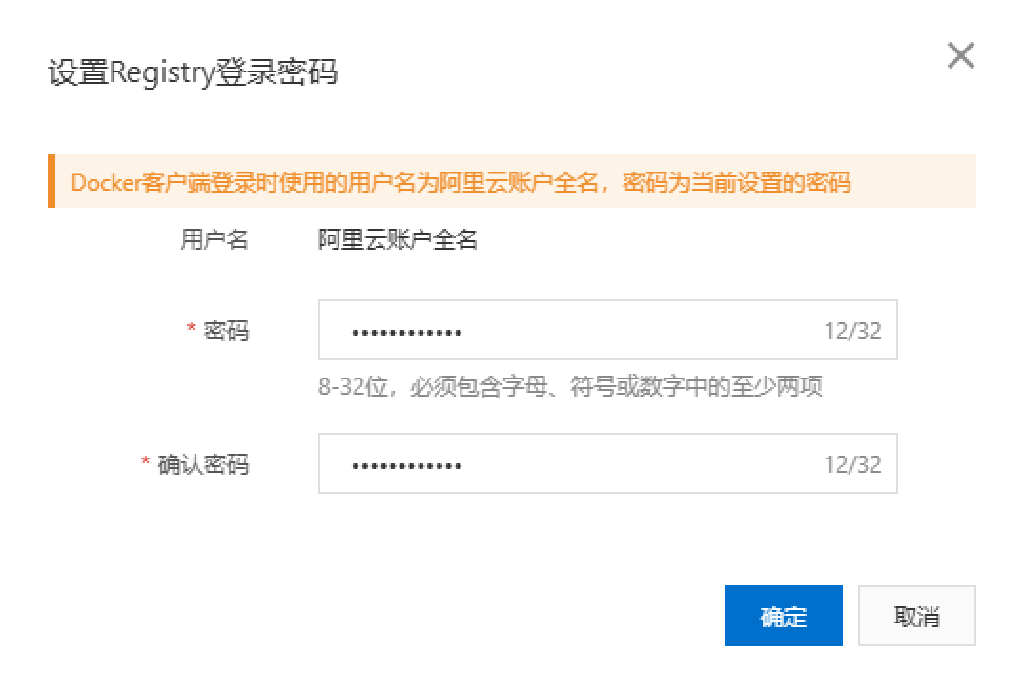 设置Registry登录密码
Docker客户端登录时使用的用户名为阿里云账户全名，密码为当前设置的密码
用户名 阿里云账户全名
* 密码 •••••••••••• 12/32
8-32位，必须包含字母、符号或数字中的至少两项
* 确认密码 •••••••••••• 12/32
确定 取消